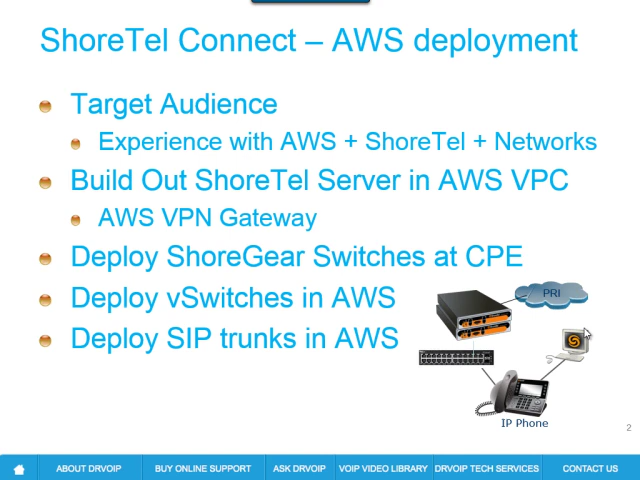 ShoreTel Connect – AWS deployment
Target Audience
Experience with AWS + ShoreTel + Networks
Build Out ShoreTel Server in AWS VPC
AWS VPN Gateway
Deploy ShoreGear Switches at CPE
Deploy vSwitches in AWS
Deploy SIP trunks in AWS
PRI
IP Phone
2
ABOUT DRVOIP
BUY ONLINE SUPPORT
ASK DRVOIP
VOIP VIDEO LIBRARY
DRVOIP TECH SERVICES
CONTACT US